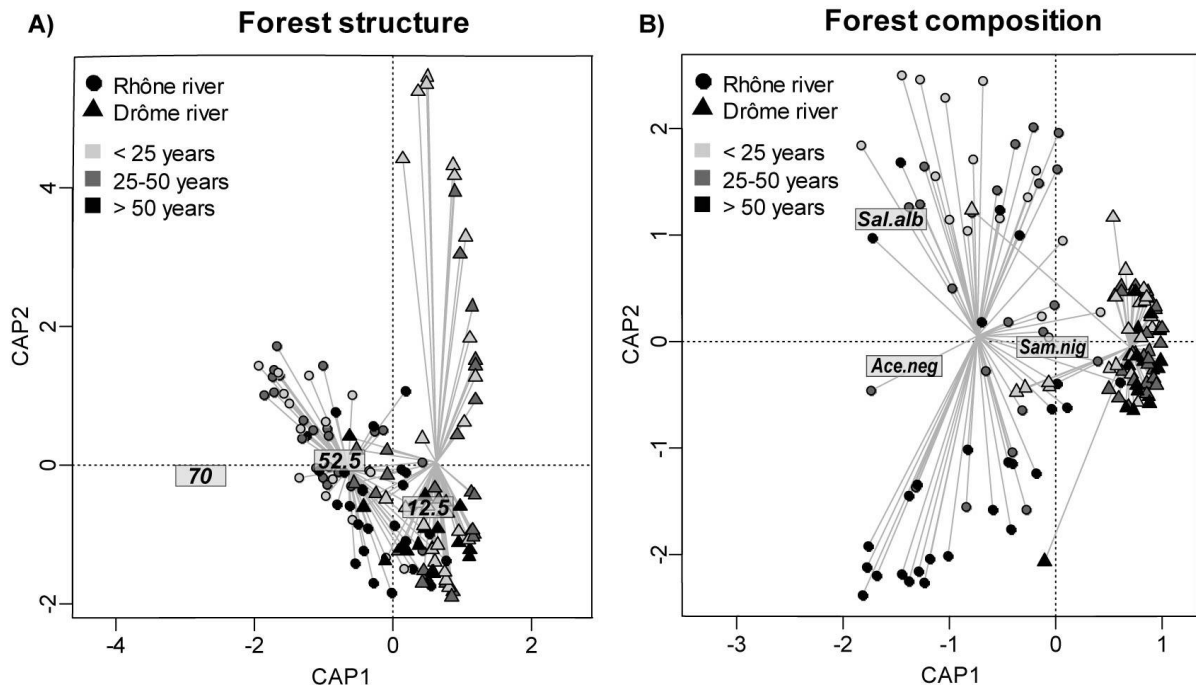 A) Forest structure
Rhône river
Drôme river
< 25 years
25-50 years
> 50 years
4
2
0
-2
CAP2
70
52.5
12.5
-4 -2 0 2
CAP1
B) Forest composition
Rhône river
Drôme river
< 25 years
25-50 years
> 50 years
2
1
0
-1
-2
CAP2
Sal.alb
Ace.neg
Sam.nig
-3 -2 -1 0 1
CAP1